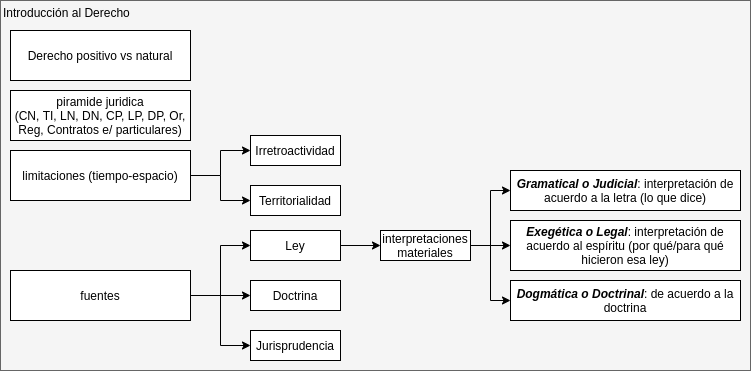 Introducción al Derecho
Derecho positivo vs natural
piramide juridica
(CN, TI, LN, DN, CP, LP, DP, Or,
Reg, Contratos e/ particulares)
limitaciones (tiempo-espacio)
Irretroactividad
Territorialidad
fuentes
Ley
Doctrina
Jurisprudencia
interpretaciones
materiales
Gramatical o Judicial: interpretación de
acuerdo a la letra (lo que dice)
Exegética o Legal: interpretación de
acuerdo al espíritu (por qué/para qué
hicieron esa ley)
Dogmática o Doctrinal: de acuerdo a la
doctrina